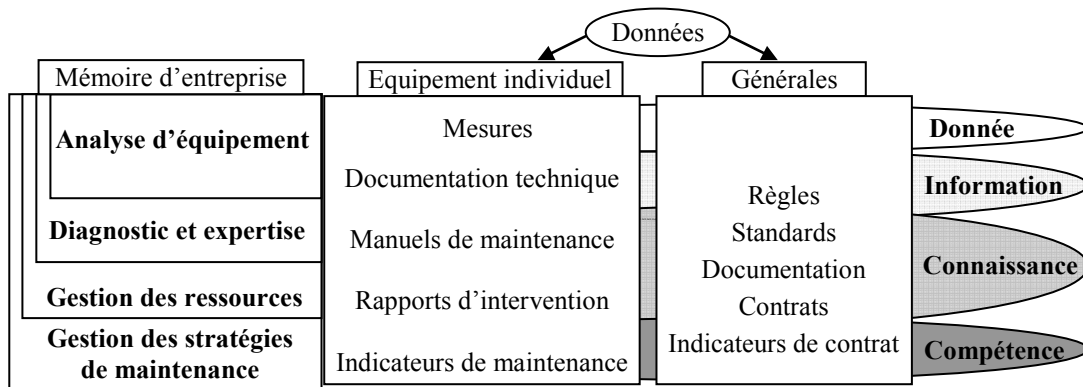 Données
Mémoire d’entreprise
Equipement individuel
Générales
Analyse d’équipement
Diagnostic et expertise
Gestion des ressources
Gestion des stratégies
de maintenance
Mesures
Documentation technique
Manuels de maintenance
Rapports d’intervention
Indicateurs de maintenance
Règles
Standards
Documentation
Contrats
Indicateurs de contrat
Donnée
Information
Connaissance
Compétence